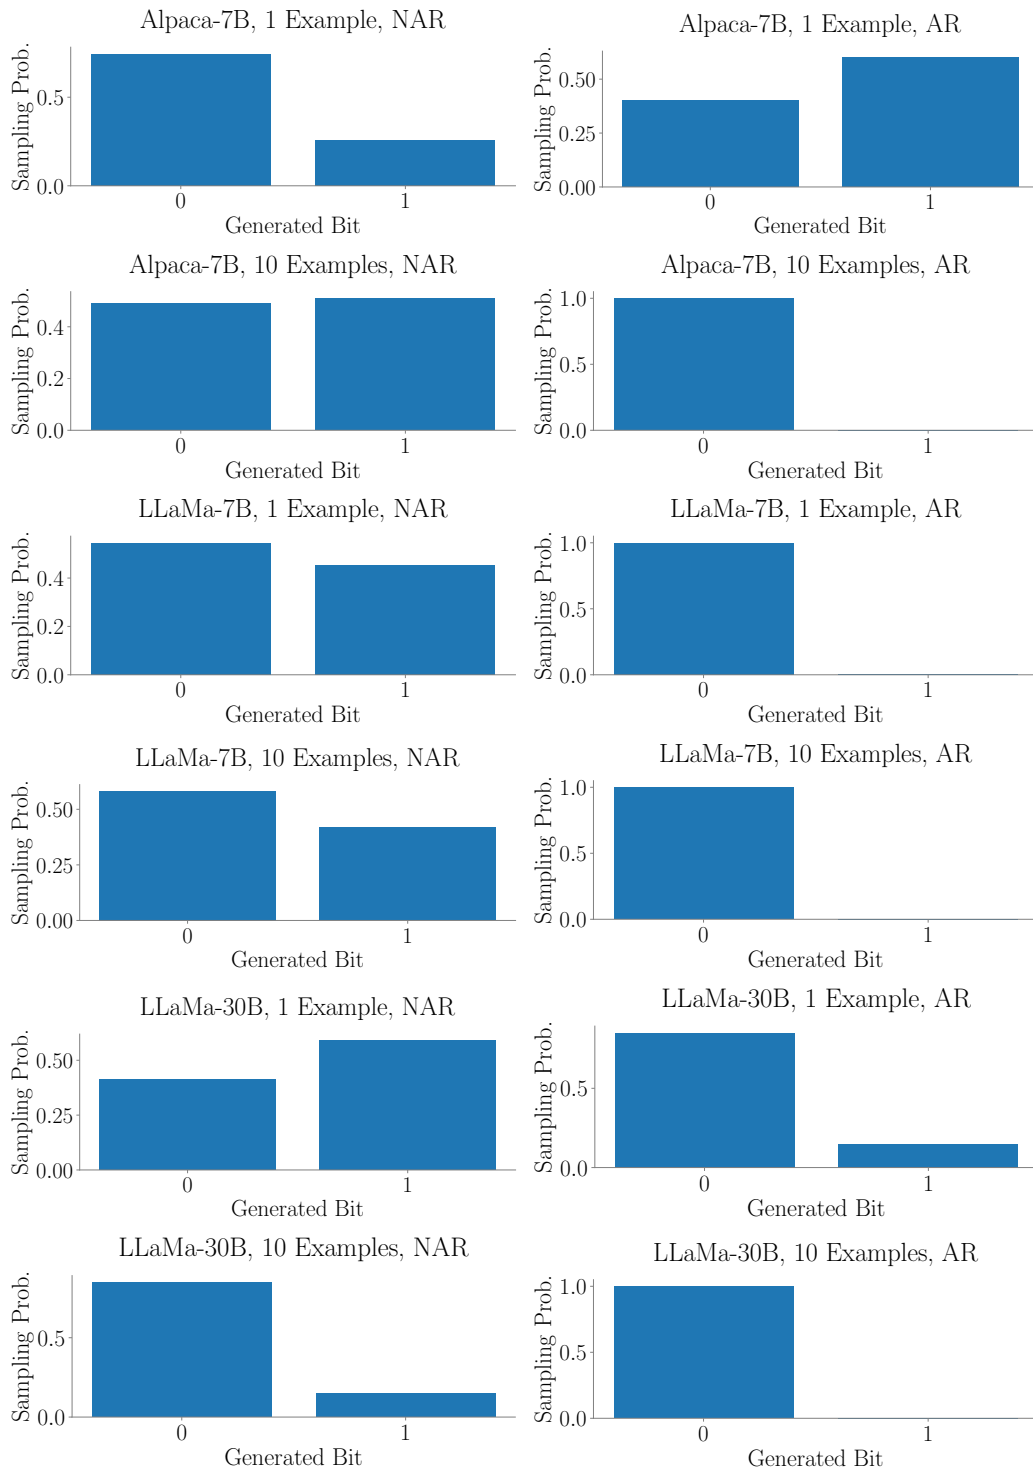 Alpaca-7B, 1 Example, NAR
Sampling Prob.
0.5
0.0
0 1
Generated Bit
Alpaca-7B, 1 Example, AR
Sampling Prob.
0.50
0.25
0.00
0 1
Generated Bit
Alpaca-7B, 10 Examples, NAR
Sampling Prob.
0.4
0.2
0.0
0 1
Generated Bit
Alpaca-7B, 10 Examples, AR
Sampling Prob.
1.0
0.5
0.0
0 1
Generated Bit
LLaMa-7B, 1 Example, NAR
Sampling Prob.
0.4
0.2
0.0
0 1
Generated Bit
LLaMa-7B, 1 Example, AR
Sampling Prob.
1.0
0.5
0.0
0 1
Generated Bit
LLaMa-7B, 10 Examples, NAR
Sampling Prob.
0.50
0.25
0.00
0 1
Generated Bit
LLaMa-7B, 10 Examples, AR
Sampling Prob.
1.0
0.5
0.0
0 1
Generated Bit
LLaMa-30B, 1 Example, NAR
Sampling Prob.
0.50
0.25
0.00
0 1
Generated Bit
LLaMa-30B, 1 Example, AR
Sampling Prob.
0.5
0.0
0 1
Generated Bit
LLaMa-30B, 10 Examples, NAR
Sampling Prob.
0.5
0.0
0 1
Generated Bit
LLaMa-30B, 10 Examples, AR
Sampling Prob.
1.0
0.5
0.0
0 1
Generated Bit